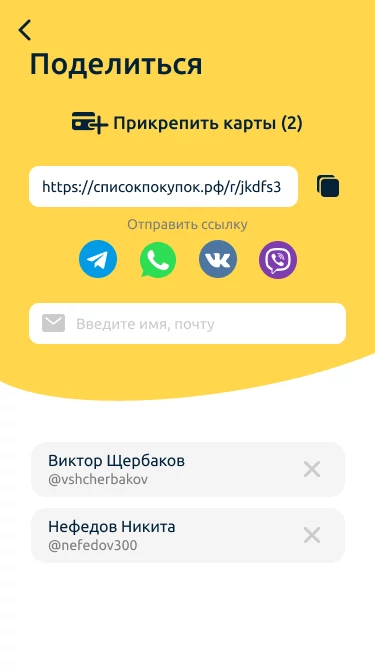 Поделиться
Прикрепить карты (2)
https://списокпокупок.рф/r/jkdfs3
Отправить ссылку
Введите имя, почту
Виктор Щербаков
@vshcherbakov
Нефедов Никита
@nefedov300